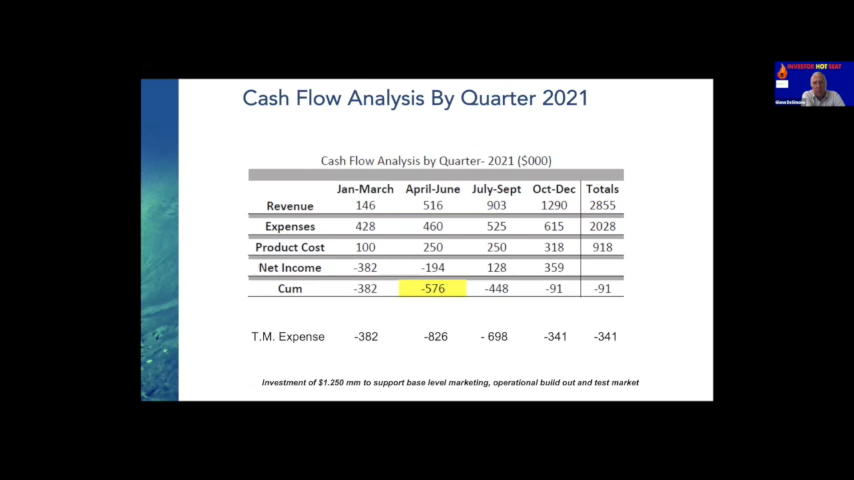 INVESTOR HOT SEAT
Cash Flow Analysis By Quarter 2021
Cash Flow Analysis by Quarter- 2021 ($000)
Jan-March April-June July-Sept Oct-Dec Totals
Revenue 146 516 903 1290 2855
Expenses 428 460 525 615 2028
Product Cost 100 250 250 318 918
Net Income -382 -194 128 359
Cum -382 -576 -448 -91 -91
T.M. Expense -382 -826 - 698 -341 -341
Investment of $1.250 mm to support base level marketing, operational build out and test market